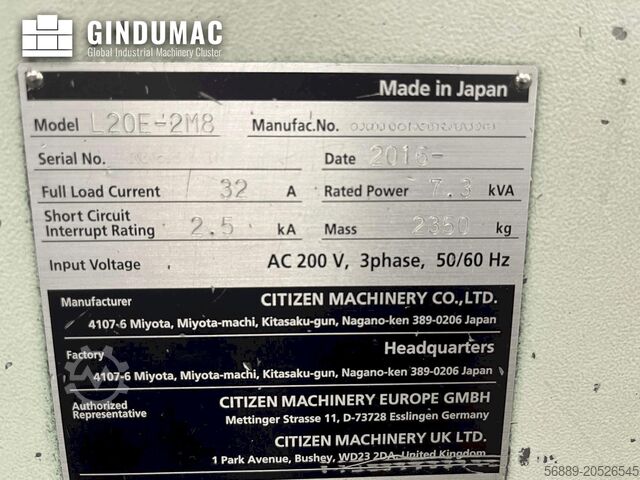 GINDUMAC
Global Industrial Machinery Cluster
Made in Japan
Model L20E-2M8 Manufac.No.
Serial No. Date 2016-
Full Load Current 32 A Rated Power 7.3 kVA
Short Circuit
Interrupt Rating 2.5 kA Mass 2350 kg
Input Voltage AC 200 V, 3phase, 50/60 Hz
Manufacturer CITIZEN MACHINERY CO.,LTD.
4107-6 Miyota, Miyota-machi, Kitasaku-gun, Nagano-ken 389-0206 Japan
Factory Headquarters
4107-6 Miyota, Miyota-machi, Kitasaku-gun, Nagano-ken 389-0206 Japan
Authorized
Representative CITIZEN MACHINERY EUROPE GMBH
Mettinger Strasse 11, D-73728 Esslingen Germany
CITIZEN MACHINERY UK LTD.
1 Park Avenue, Bushey, WD23 2DA, United Kingdom
56889-20526545